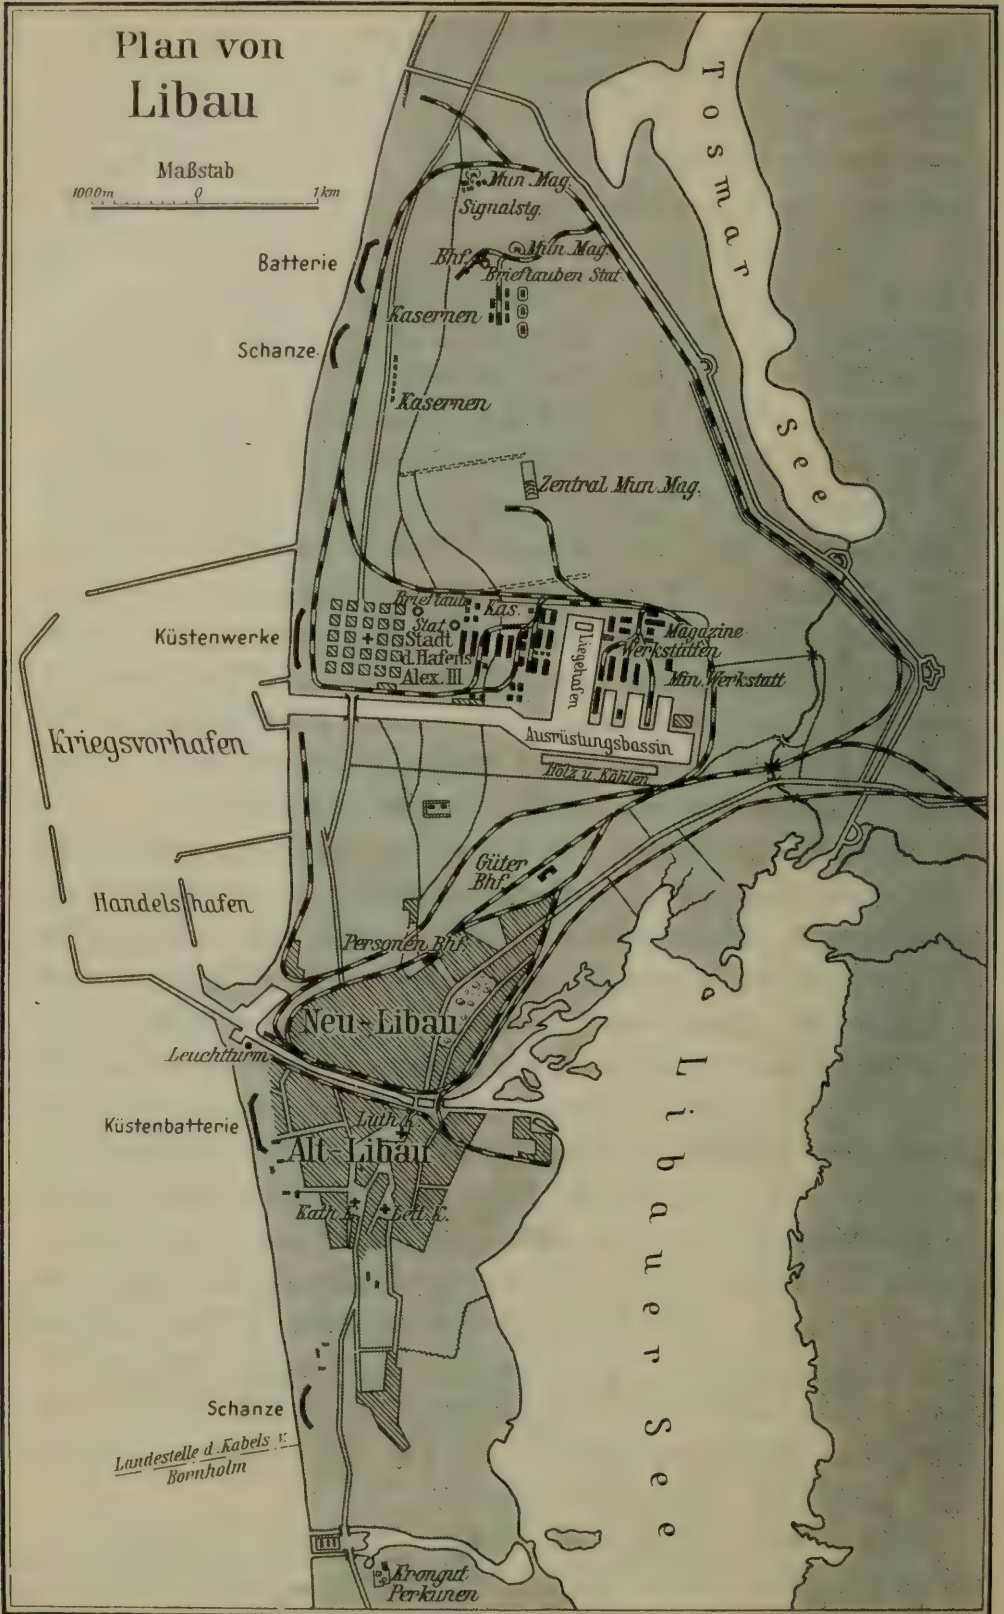 Plan von
Libau
Maßstab
1000m 0 1km
Tosmar See
Mun. Mag.
Signalstg.
Batterie
Bhf.
Mun. Mag.
Brieftauben Stat.
Kasernen
Schanze
Kasernen
Zentral Mun. Mag.
Brieftaub.
Stat.
Kas.
Küstenwerke
Stadt
d. Hafens
Alex. III
Liegehafen
Magazine
Werkstätten
Min. Werkstatt
Kriegsvorhafen
Ausrüstungsbassin
Holz u. Kohlen
Güter
Bhf.
Handelshafen
Personen Bhf.
Neu-Libau
Leuchtturm
Libauer See
Küstenbatterie
Luth. K.
Alt-Libau
Kath. K.
Lett. K.
Schanze
Landestelle d. Kabels v.
Bornholm
Krongut
Perkunen